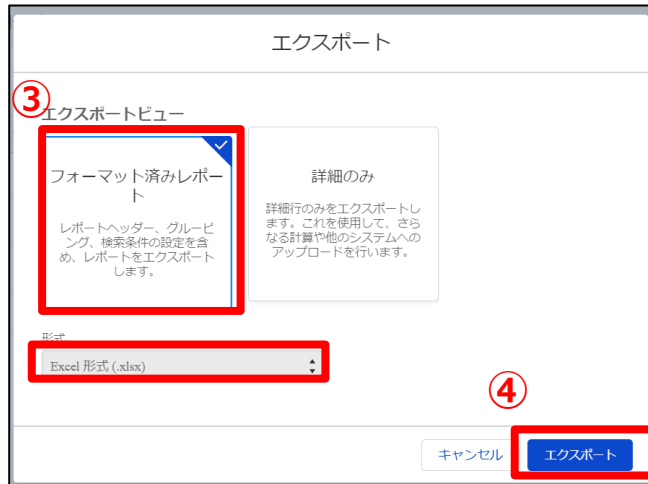 エクスポート
③
エクスポートビュー
フォーマット済みレポー
ト
レポートヘッダー、グルーピ
ング、検索条件の設定を含
め、レポートをエクスポート
します。
詳細のみ
詳細行のみをエクスポートし
ます。これを使用して、さら
なる計算や他のシステムへの
アップロードを行います。
形式
Excel 形式 (.xlsx)
④
キャンセル
エクスポート